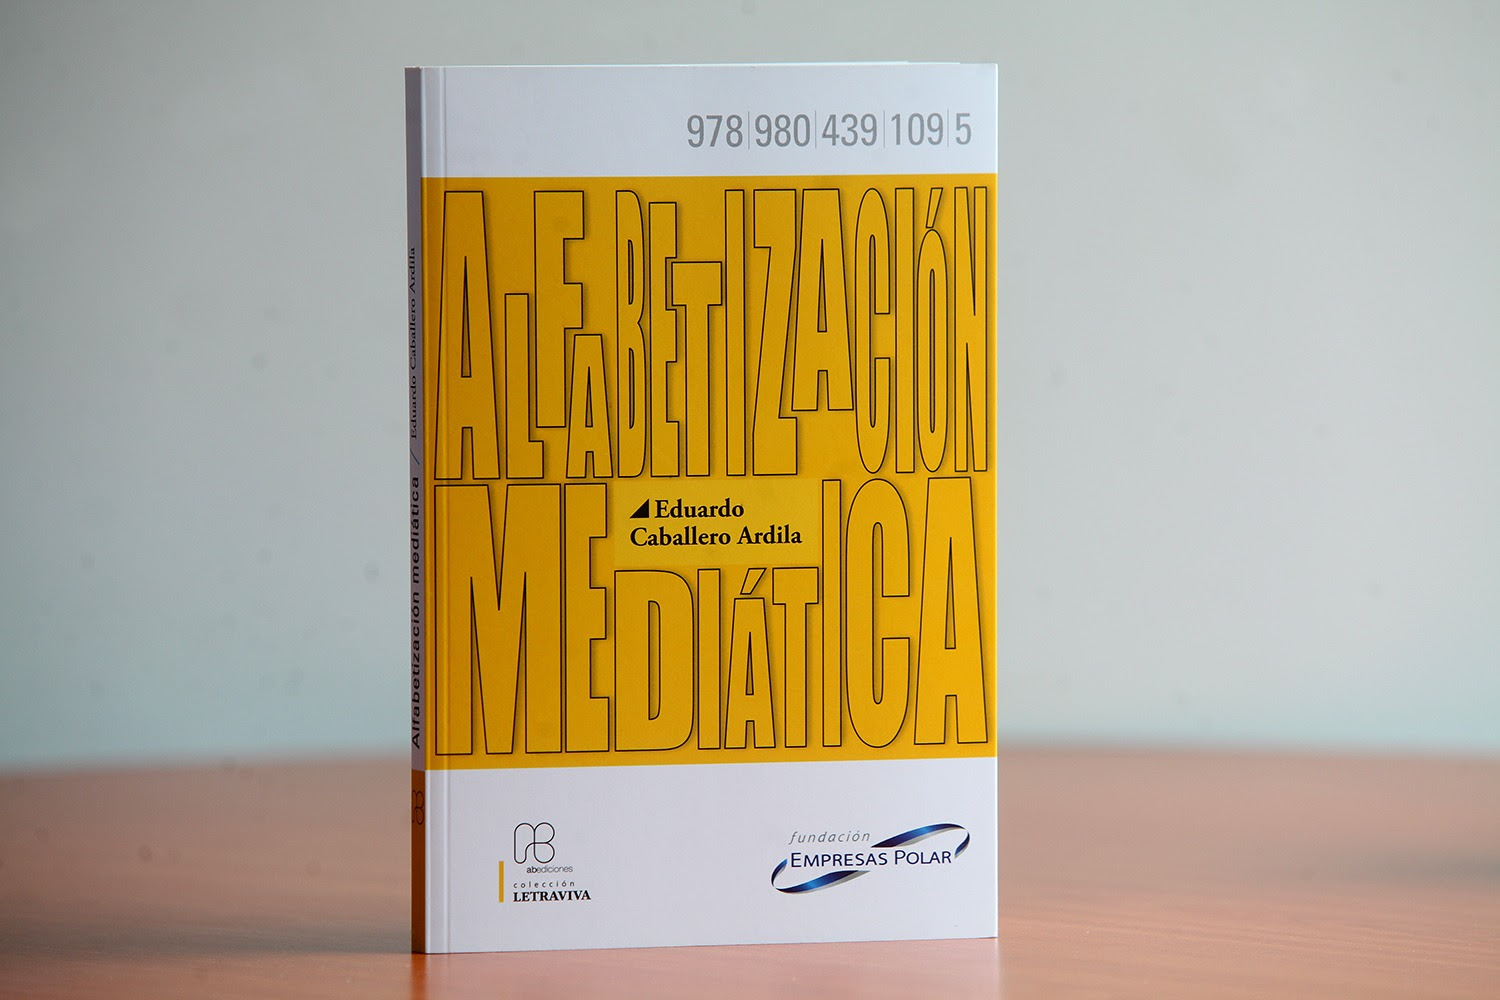 978|980|439|109|5
ALFABETIZACIÓN
MEDIÁTICA
Eduardo
Caballero Ardila
abediciones
colección
LETRAVIVA
fundación
EMPRESAS POLAR
Alfabetización mediática / Eduardo Caballero Ardila